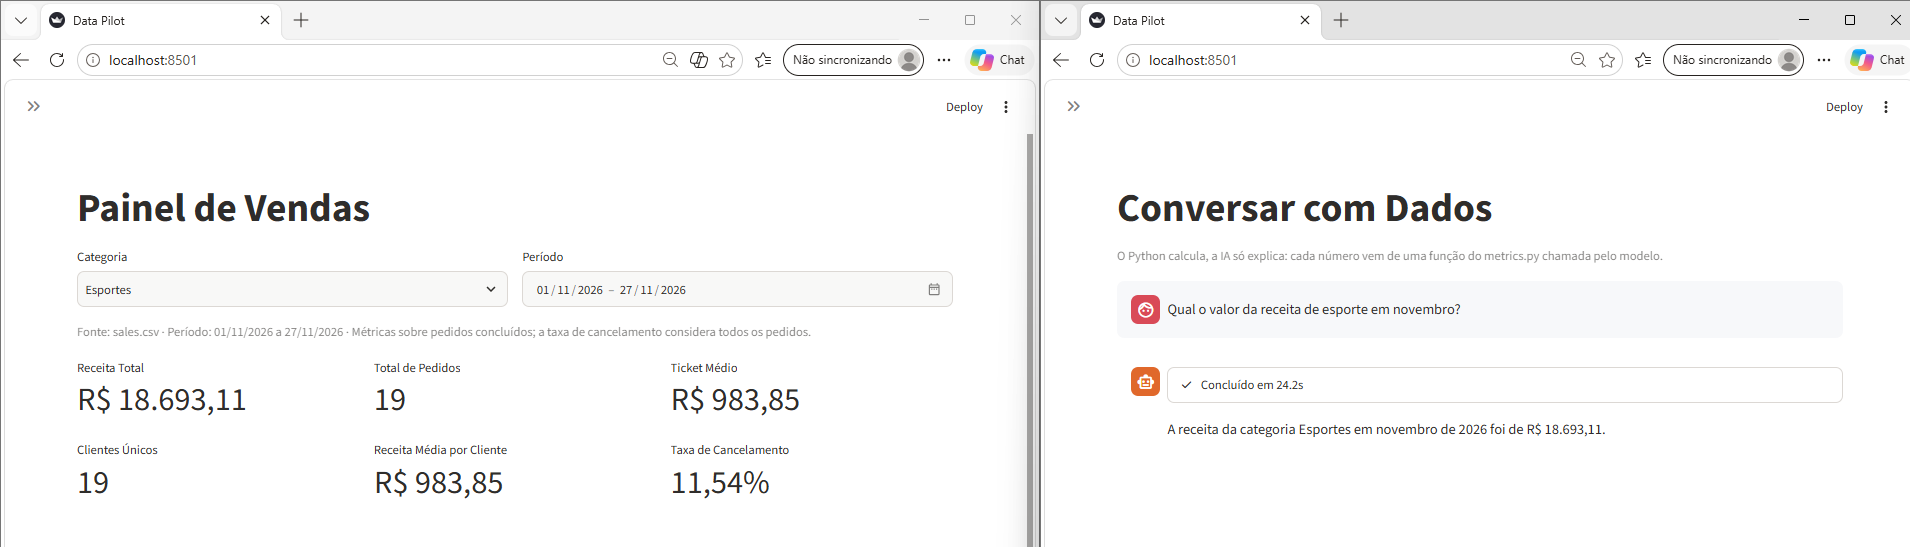 Data Pilot
localhost:8501
Não sincronizando
Chat
Deploy
Painel de Vendas
Categoria
Período
Esportes
01 / 11 / 2026 – 27 / 11 / 2026
Fonte: sales.csv · Período: 01/11/2026 a 27/11/2026 · Métricas sobre pedidos concluídos; a taxa de cancelamento considera todos os pedidos.
Receita Total
Total de Pedidos
Ticket Médio
R$ 18.693,11
19
R$ 983,85
Clientes Únicos
Receita Média por Cliente
Taxa de Cancelamento
19
R$ 983,85
11,54%
Data Pilot
localhost:8501
Não sincronizando
Chat
Deploy
Conversar com Dados
O Python calcula, a IA só explica: cada número vem de uma função do metrics.py chamada pelo modelo.
Qual o valor da receita de esporte em novembro?
Concluído em 24.2s
A receita da categoria Esportes em novembro de 2026 foi de R$ 18.693,11.